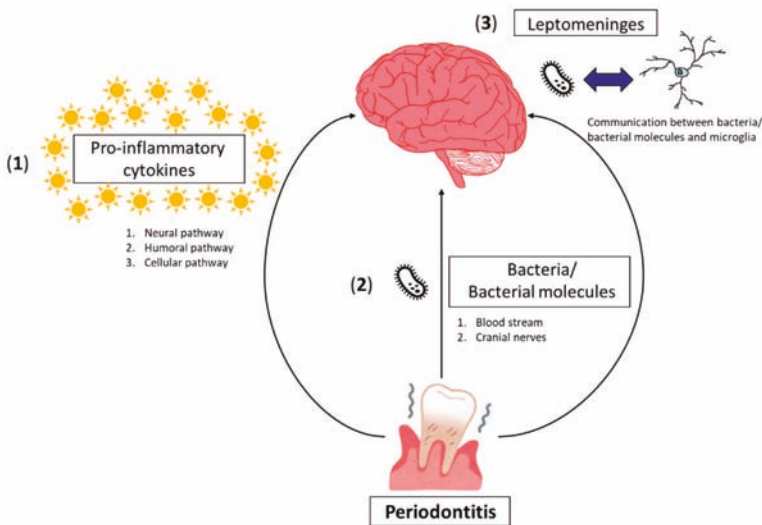 (3)
Leptomeninges
Communication between bacteria/
bacterial molecules and microglia
(1)
Pro-inflammatory
cytokines
1. Neural pathway
2. Humoral pathway
3. Cellular pathway
(2)
Bacteria/
Bacterial molecules
1. Blood stream
2. Cranial nerves
Periodontitis